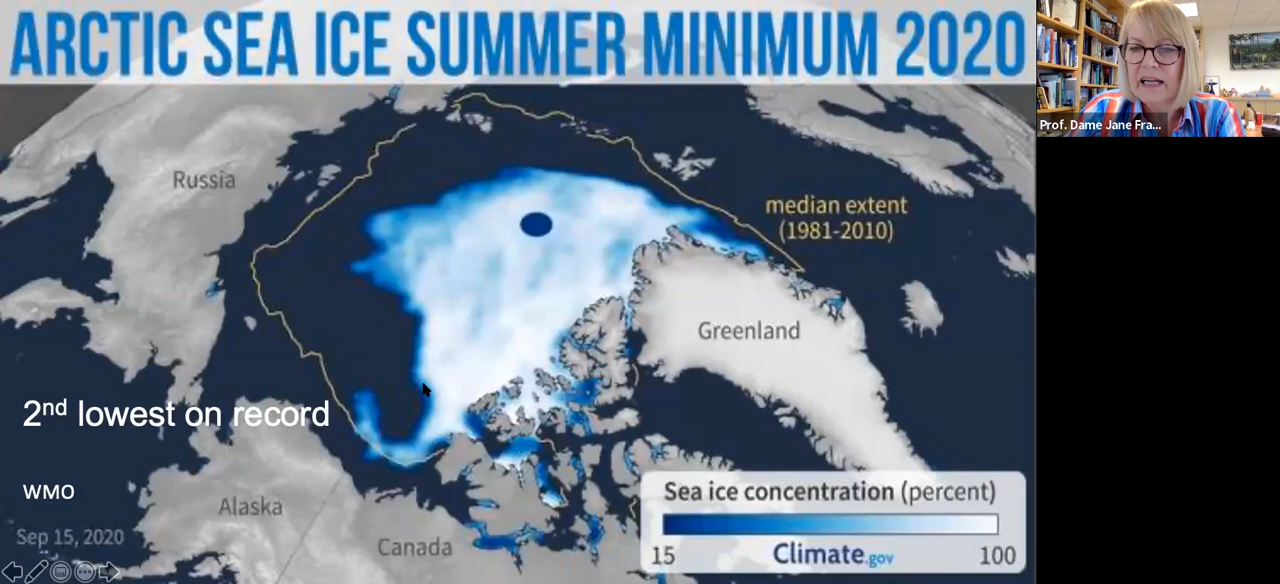 ARCTIC SEA ICE SUMMER MINIMUM 2020
Prof. Dame Jane Fra...
Russia
median extent
(1981-2010)
Greenland
2nd lowest on record
WMO
Alaska
Sep 15, 2020
Canada
Sea ice concentration (percent)
15 100
Climate.gov